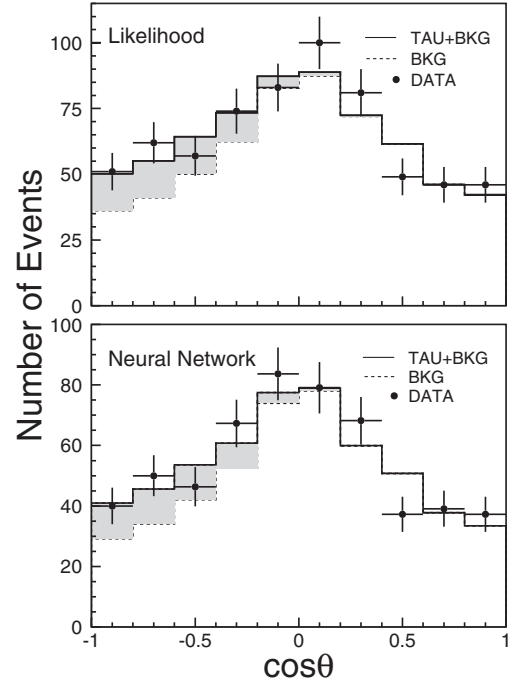 Number of Events
Likelihood
TAU+BKG
BKG
DATA
100
75
50
25
0
Neural Network
TAU+BKG
BKG
DATA
100
80
60
40
20
0
-1 -0.5 0 0.5 1
cosθ